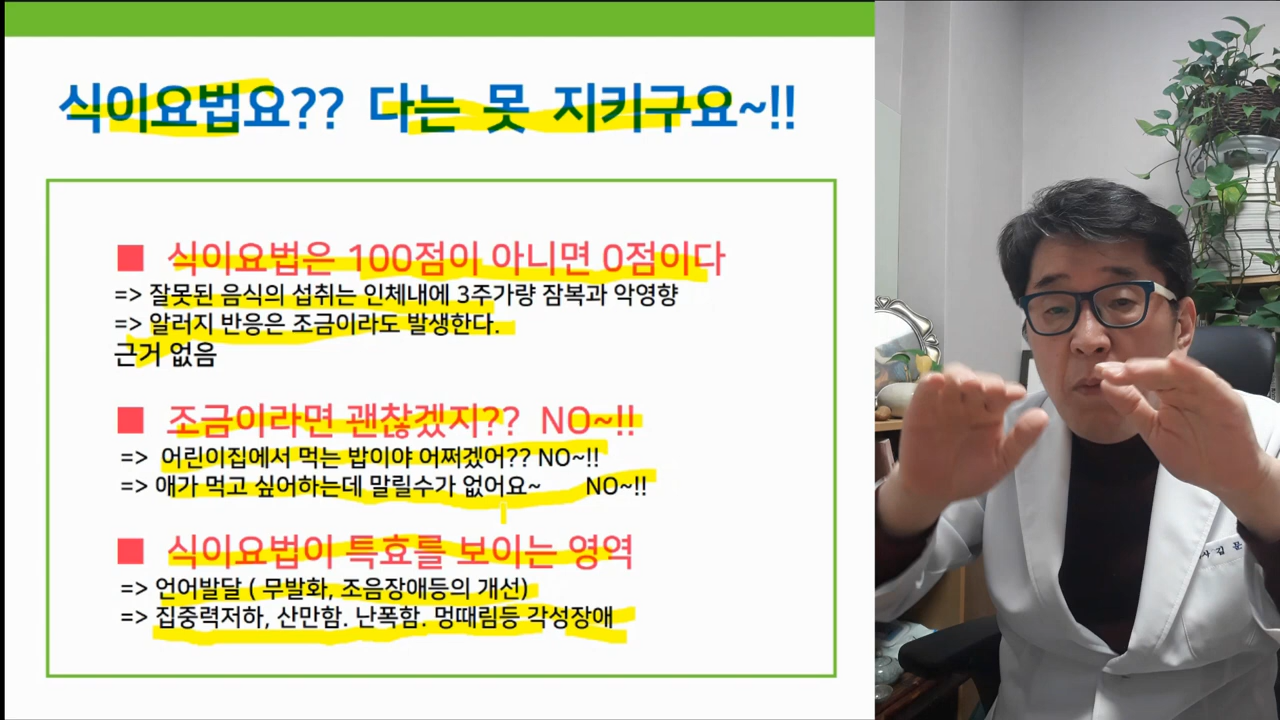 식이요법요?? 다는 못 지키구요~!!
■ 식이요법은 100점이 아니면 0점이다
=> 잘못된 음식의 섭취는 인체내에 3주가량 잠복과 악영향
=> 알러지 반응은 조금이라도 발생한다.
근거 없음
■ 조금이라면 괜찮겠지?? NO~!!
=> 어린이집에서 먹는 밥이야 어쩌겠어?? NO~!!
=> 애가 먹고 싶어하는데 말릴수가 없어요~ NO~!!
■ 식이요법이 특효를 보이는 영역
=> 언어발달 ( 무발화, 조음장애등의 개선)
=> 집중력저하, 산만함. 난폭함. 멍때림등 각성장애